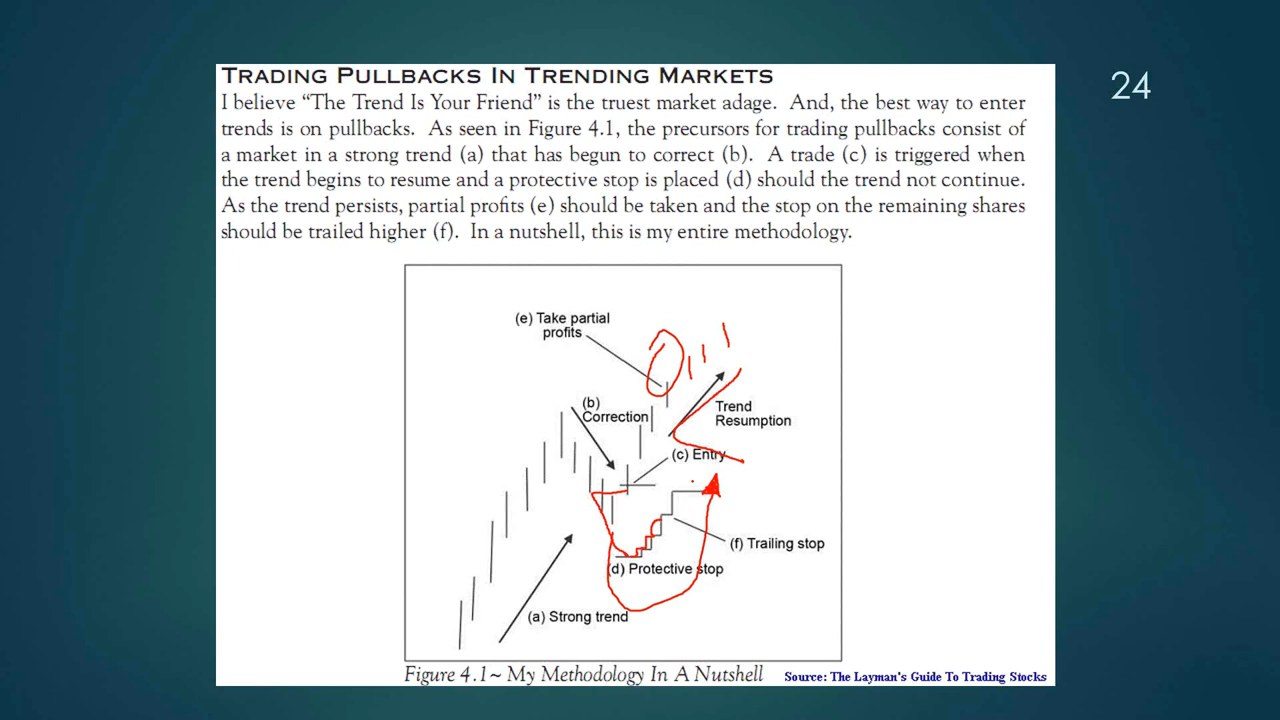 TRADING PULLBACKS IN TRENDING MARKETS
24
I believe “The Trend Is Your Friend” is the truest market adage. And, the best way to enter
trends is on pullbacks. As seen in Figure 4.1, the precursors for trading pullbacks consist of
a market in a strong trend (a) that has begun to correct (b). A trade (c) is triggered when
the trend begins to resume and a protective stop is placed (d) should the trend not continue.
As the trend persists, partial profits (e) should be taken and the stop on the remaining shares
should be trailed higher (f). In a nutshell, this is my entire methodology.
(e) Take partial
profits
(b)
Correction
Trend
Resumption
(c) Entry
(f) Trailing stop
(d) Protective stop
(a) Strong trend
Figure 4.1~ My Methodology In A Nutshell
Source: The Layman's Guide To Trading Stocks